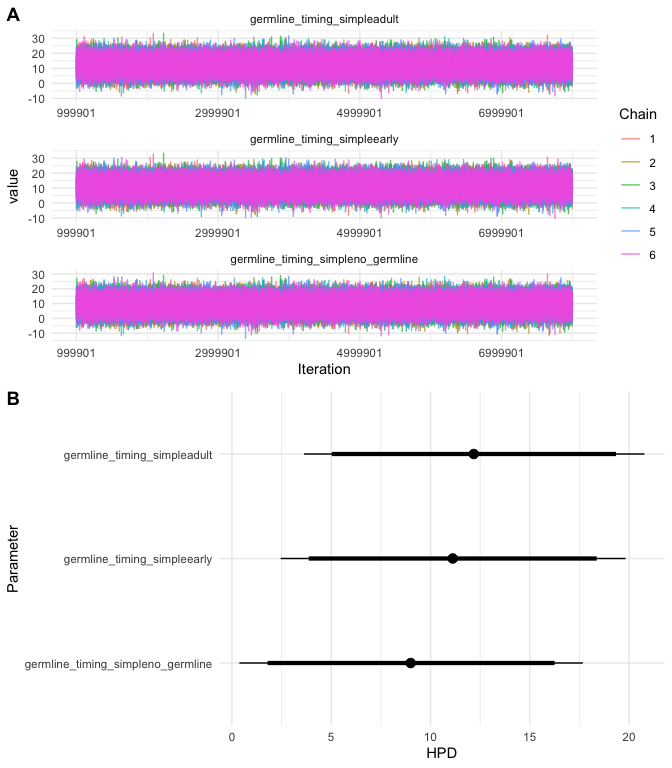 A
germline_timing_simpleadult
30
20
10
0
-10
999901
2999901
4999901
6999901
germline_timing_simpleearly
30
20
10
0
-10
999901
2999901
4999901
6999901
germline_timing_simpleno_germline
30
20
10
0
-10
999901
2999901
4999901
6999901
Iteration
value
Chain
1
2
3
4
5
6
B
germline_timing_simpleadult
germline_timing_simpleearly
germline_timing_simpleno_germline
Parameter
0
5
10
15
20
HPD